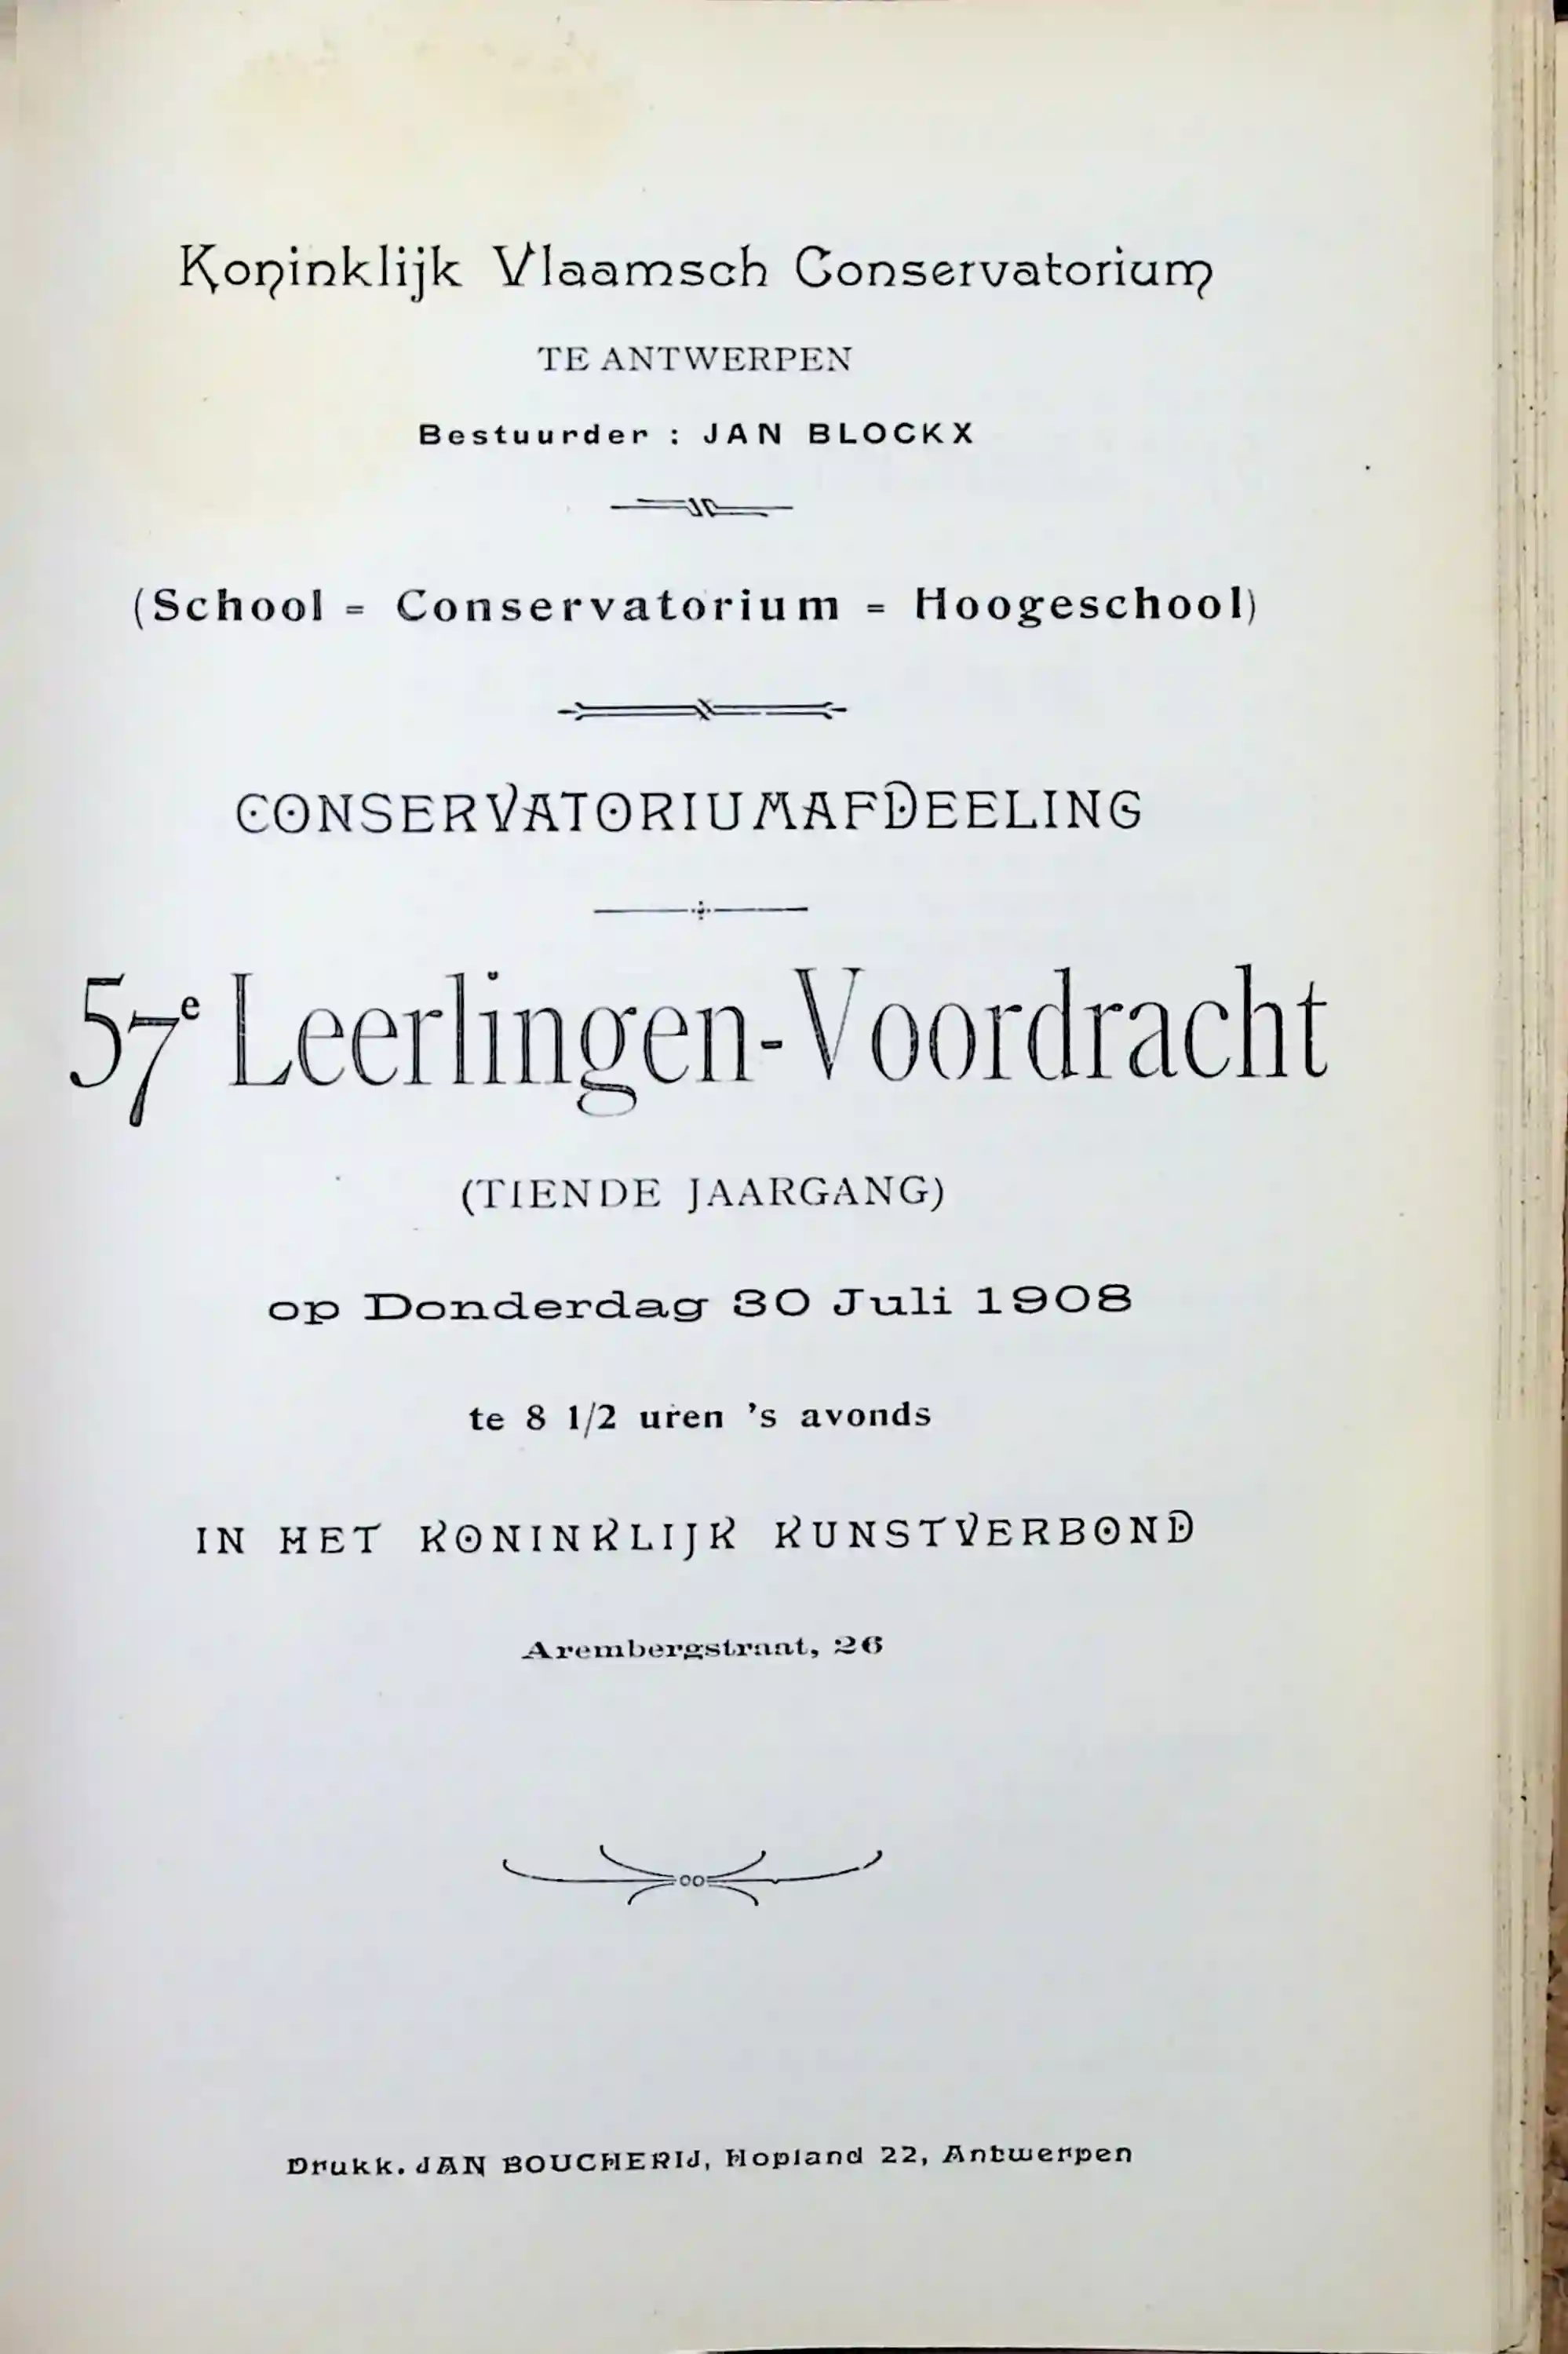 Koninklijk Vlaamsch Conservatorium
TE ANTWERPEN
Bestuurder : JAN BLOCKX
(School = Conservatorium = Hoogeschool)
CONSERVATORIUMAFDEELING
57e Leerlingen-Voordracht
(TIENDE JAARGANG)
op Donderdag 30 Juli 1908
te 8 1/2 uren 's avonds
IN HET KONINKLIJK KUNSTVERBOND
Arembergstraat, 26
Drukk. JAN BOUCHERIJ, Hopland 22, Antwerpen